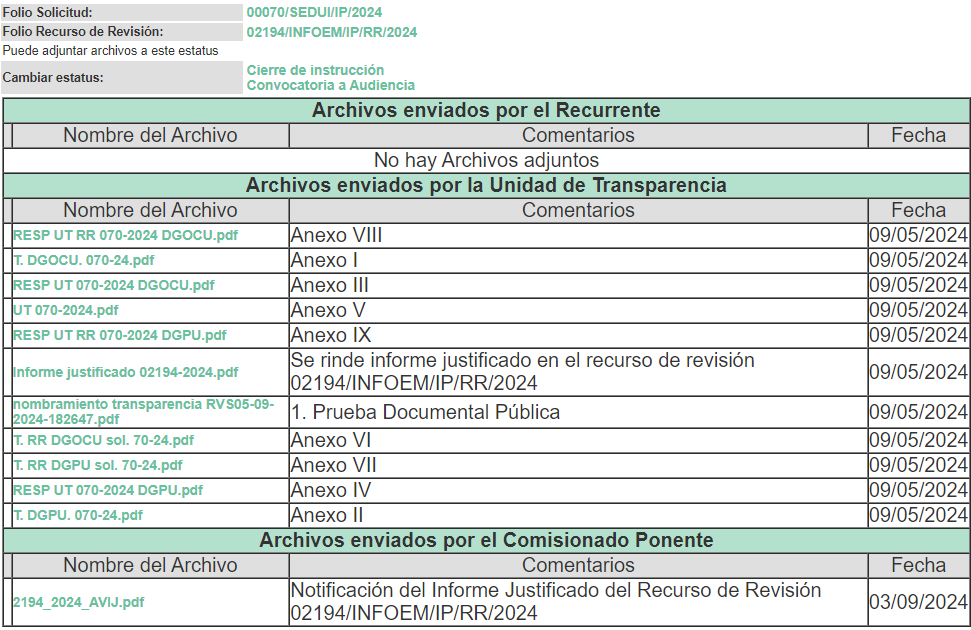 Folio Solicitud: 00070/SEDUI/IP/2024
Folio Recurso de Revisión: 02194/INFOEM/IP/RR/2024
Puede adjuntar archivos a este estatus
Cambiar estatus: Cierre de instrucción
Convocatoria a Audiencia
Archivos enviados por el Recurrente
Nombre del Archivo Comentarios Fecha
No hay Archivos adjuntos
Archivos enviados por la Unidad de Transparencia
Nombre del Archivo Comentarios Fecha
RESP UT RR 070-2024 DGOCU.pdf Anexo VIII 09/05/2024
T. DGOCU. 070-24.pdf Anexo I 09/05/2024
RESP UT 070-2024 DGOCU.pdf Anexo III 09/05/2024
UT 070-2024.pdf Anexo V 09/05/2024
RESP UT RR 070-2024 DGPU.pdf Anexo IX 09/05/2024
Informe justificado 02194-2024.pdf Se rinde informe justificado en el recurso de revisión
02194/INFOEM/IP/RR/2024 09/05/2024
nombramiento transparencia RVS05-09-
2024-182647.pdf 1. Prueba Documental Pública 09/05/2024
T. RR DGOCU sol. 70-24.pdf Anexo VI 09/05/2024
T. RR DGPU sol. 70-24.pdf Anexo VII 09/05/2024
RESP UT 070-2024 DGPU.pdf Anexo IV 09/05/2024
T. DGPU. 070-24.pdf Anexo II 09/05/2024
Archivos enviados por el Comisionado Ponente
Nombre del Archivo Comentarios Fecha
2194_2024_AVIJ.pdf Notificación del Informe Justificado del Recurso de Revisión
02194/INFOEM/IP/RR/2024 03/09/2024